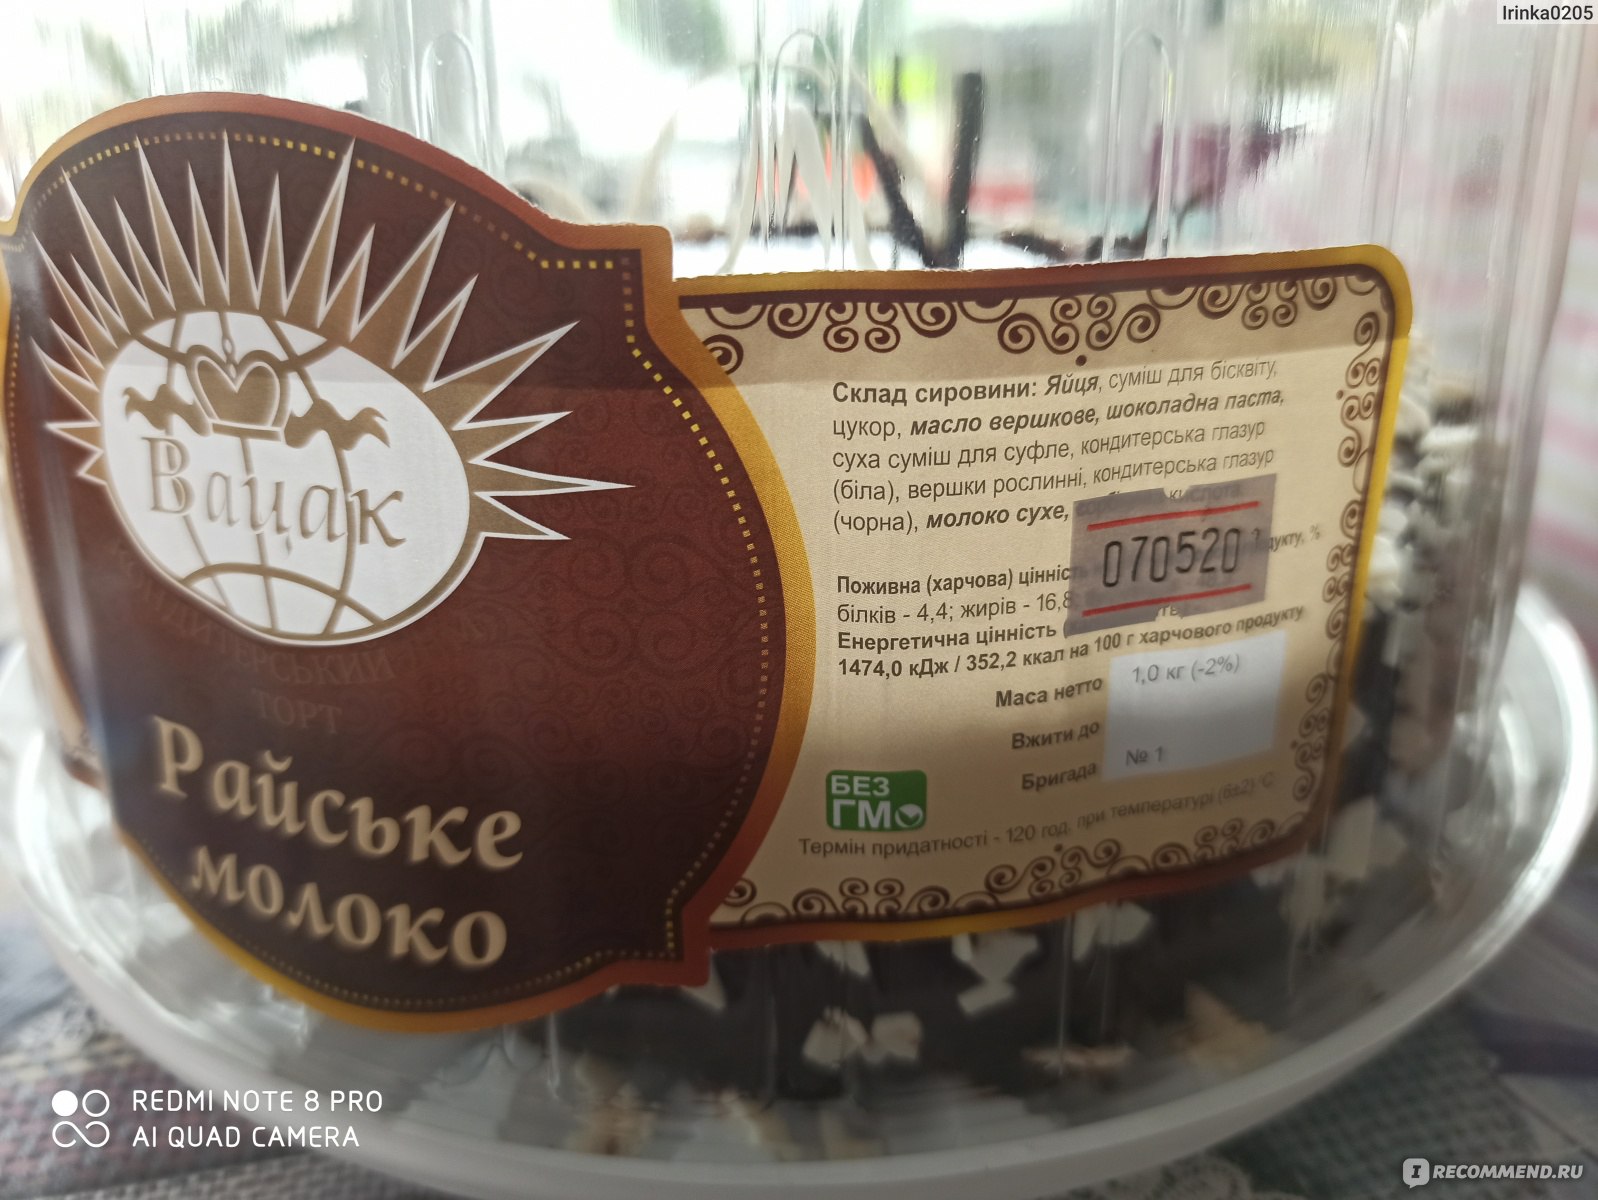 Irinka0205
Вацак
КОНДИТЕРСЬКИЙ
ТОРТ
Райське
молоко
Склад сировини: Яйця, суміш для бісквіту,
цукор, масло вершкове, шоколадна паста,
суха суміш для суфле, кондитерська глазур
(біла), вершки рослинні, кондитерська глазур
(чорна), молоко сухе, кислота
070520
Поживна (харчова) цінність
білків - 4,4; жирів - 16,8
Енергетична цінність
1474,0 кДж / 352,2 ккал на 100 г харчового продукту
Маса нетто 1,0 кг (-2%)
Вжити до
Бригада № 1
БЕЗ
ГМО
Термін придатності - 120 год. при температурі (6±2) °С
REDMI NOTE 8 PRO
AI QUAD CAMERA
IRECOMMEND.RU